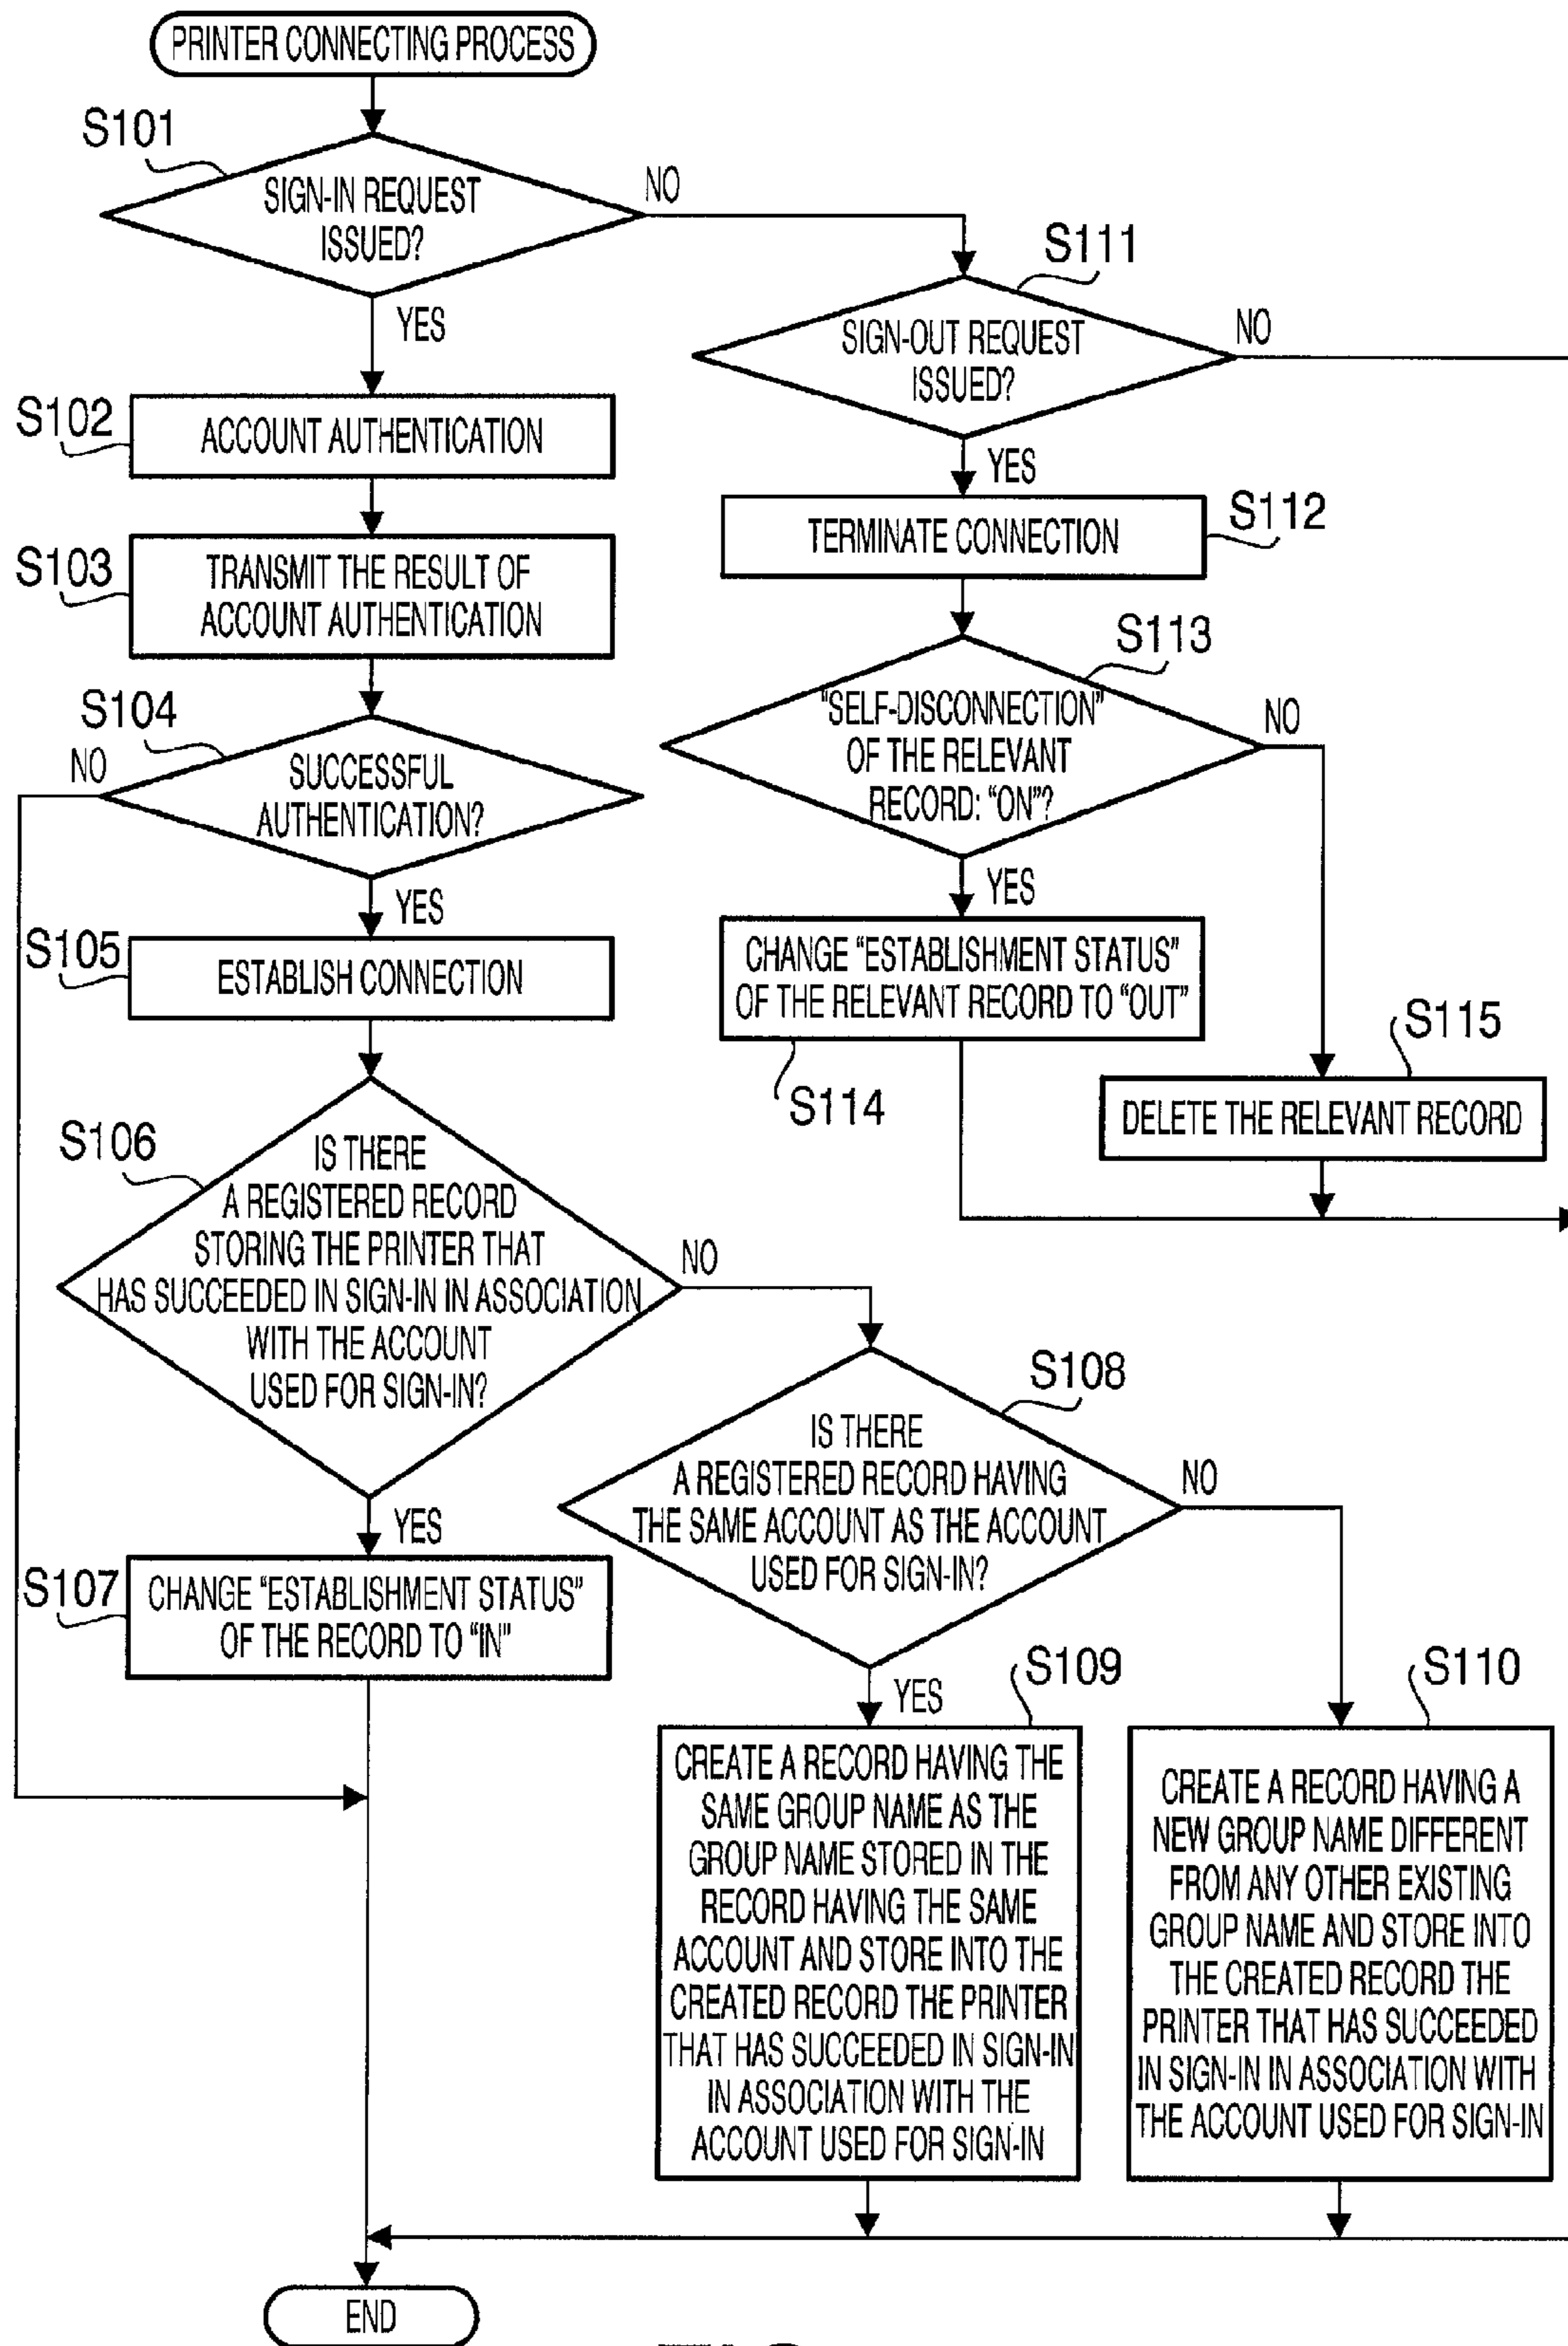 PRINTER CONNECTING PROCESS
S101
SIGN-IN REQUEST
ISSUED?
NO
YES
S111
SIGN-OUT REQUEST
ISSUED?
NO
YES
S102
ACCOUNT AUTHENTICATION
S112
TERMINATE CONNECTION
S103
TRANSMIT THE RESULT OF
ACCOUNT AUTHENTICATION
S113
"SELF-DISCONNECTION"
OF THE RELEVANT
RECORD: "ON"?
NO
YES
S104
NO
SUCCESSFUL
AUTHENTICATION?
YES
S105
ESTABLISH CONNECTION
CHANGE "ESTABLISHMENT STATUS"
OF THE RELEVANT RECORD TO "OUT"
S114
S115
DELETE THE RELEVANT RECORD
S106
IS THERE
A REGISTERED RECORD
STORING THE PRINTER THAT
HAS SUCCEEDED IN SIGN-IN IN ASSOCIATION
WITH THE ACCOUNT
USED FOR SIGN-IN?
NO
YES
S108
IS THERE
A REGISTERED RECORD HAVING
THE SAME ACCOUNT AS THE ACCOUNT
USED FOR SIGN-IN?
NO
YES
S107
CHANGE "ESTABLISHMENT STATUS"
OF THE RECORD TO "IN"
S109
CREATE A RECORD HAVING THE
SAME GROUP NAME AS THE
GROUP NAME STORED IN THE
RECORD HAVING THE SAME
ACCOUNT AND STORE INTO THE
CREATED RECORD THE PRINTER
THAT HAS SUCCEEDED IN SIGN-IN
IN ASSOCIATION WITH THE
ACCOUNT USED FOR SIGN-IN
S110
CREATE A RECORD HAVING A
NEW GROUP NAME DIFFERENT
FROM ANY OTHER EXISTING
GROUP NAME AND STORE INTO
THE CREATED RECORD THE
PRINTER THAT HAS SUCCEEDED
IN SIGN-IN IN ASSOCIATION WITH
THE ACCOUNT USED FOR SIGN-IN
END